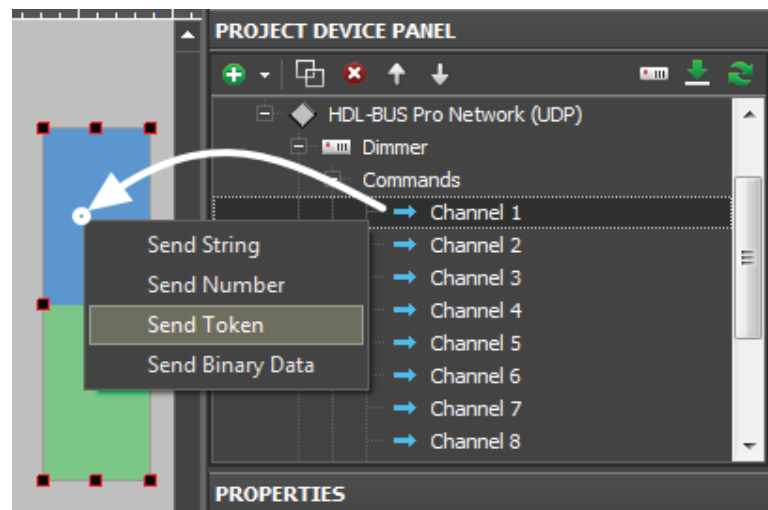 PROJECT DEVICE PANEL
HDL-BUS Pro Network (UDP)
Dimmer
Commands
Channel 1
Channel 2
Channel 3
Channel 4
Channel 5
Channel 6
Channel 7
Channel 8
Send String
Send Number
Send Token
Send Binary Data
PROPERTIES